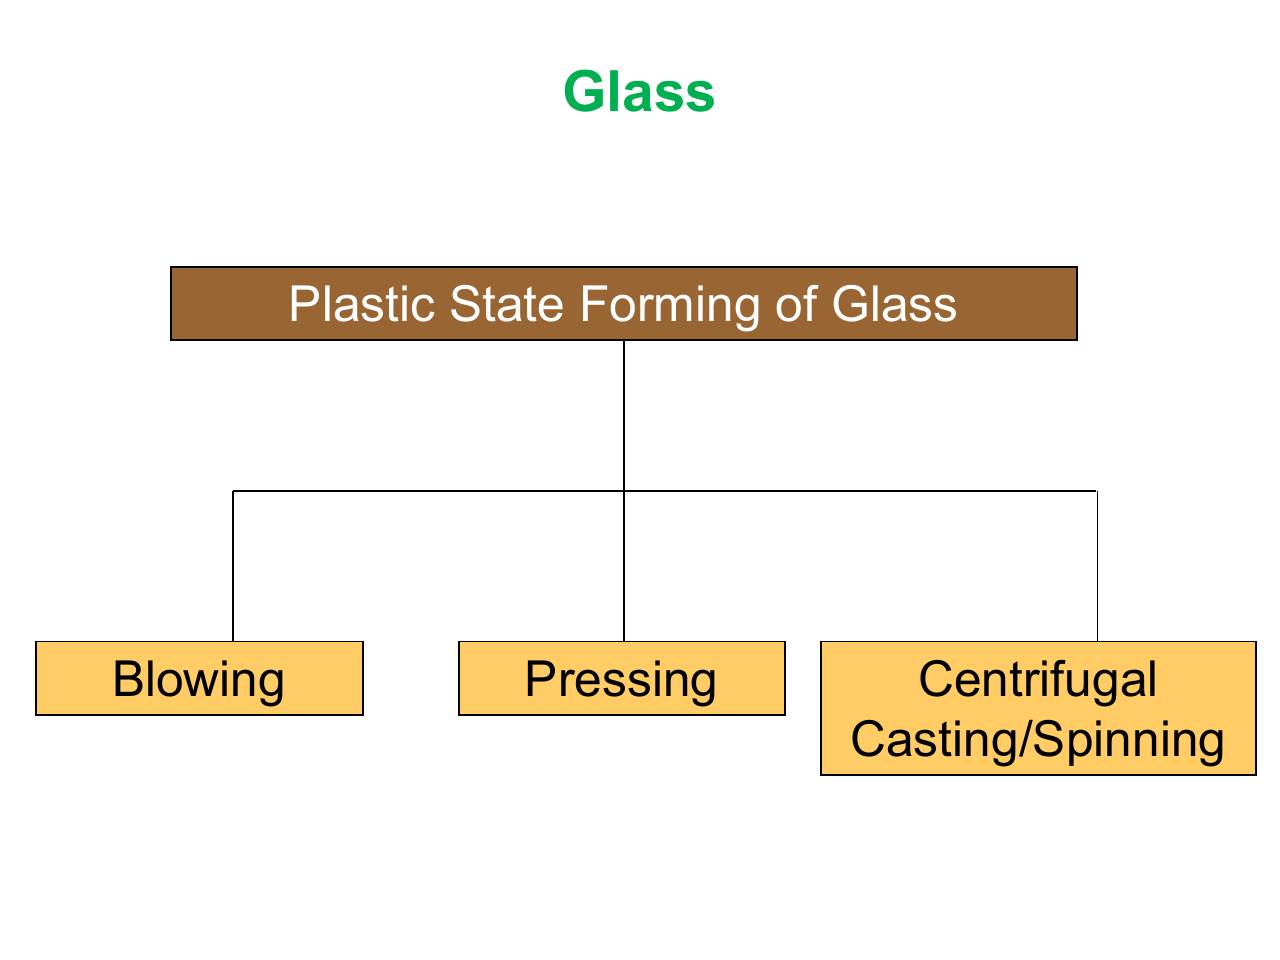 Glass
Plastic State Forming of Glass
Blowing
Pressing
Centrifugal
Casting/Spinning